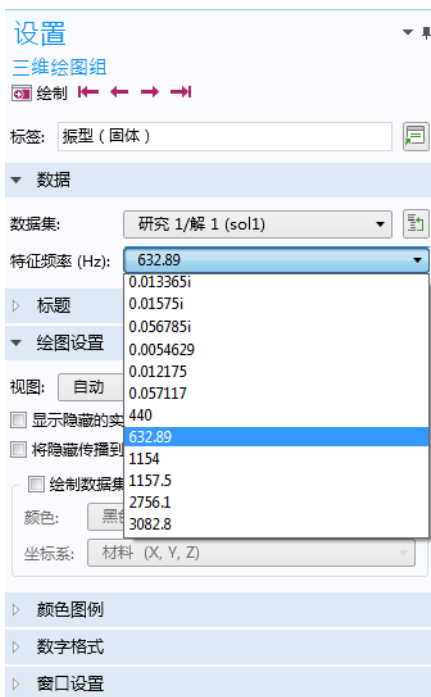 设置
三维绘图组
绘制
标签: 振型 ( 固体 )
数据
数据集: 研究 1/解 1 (sol1)
特征频率 (Hz): 632.89
0.013365i
标题 0.01575i
0.056785i
绘图设置 0.0054629
0.012175
视图: 自动 0.057117
显示隐藏的实 440
632.89
将隐藏传播到 1154
绘制数据集 1157.5
2756.1
颜色: 黑色 3082.8
坐标系: 材料 (X, Y, Z)
颜色图例
数字格式
窗口设置